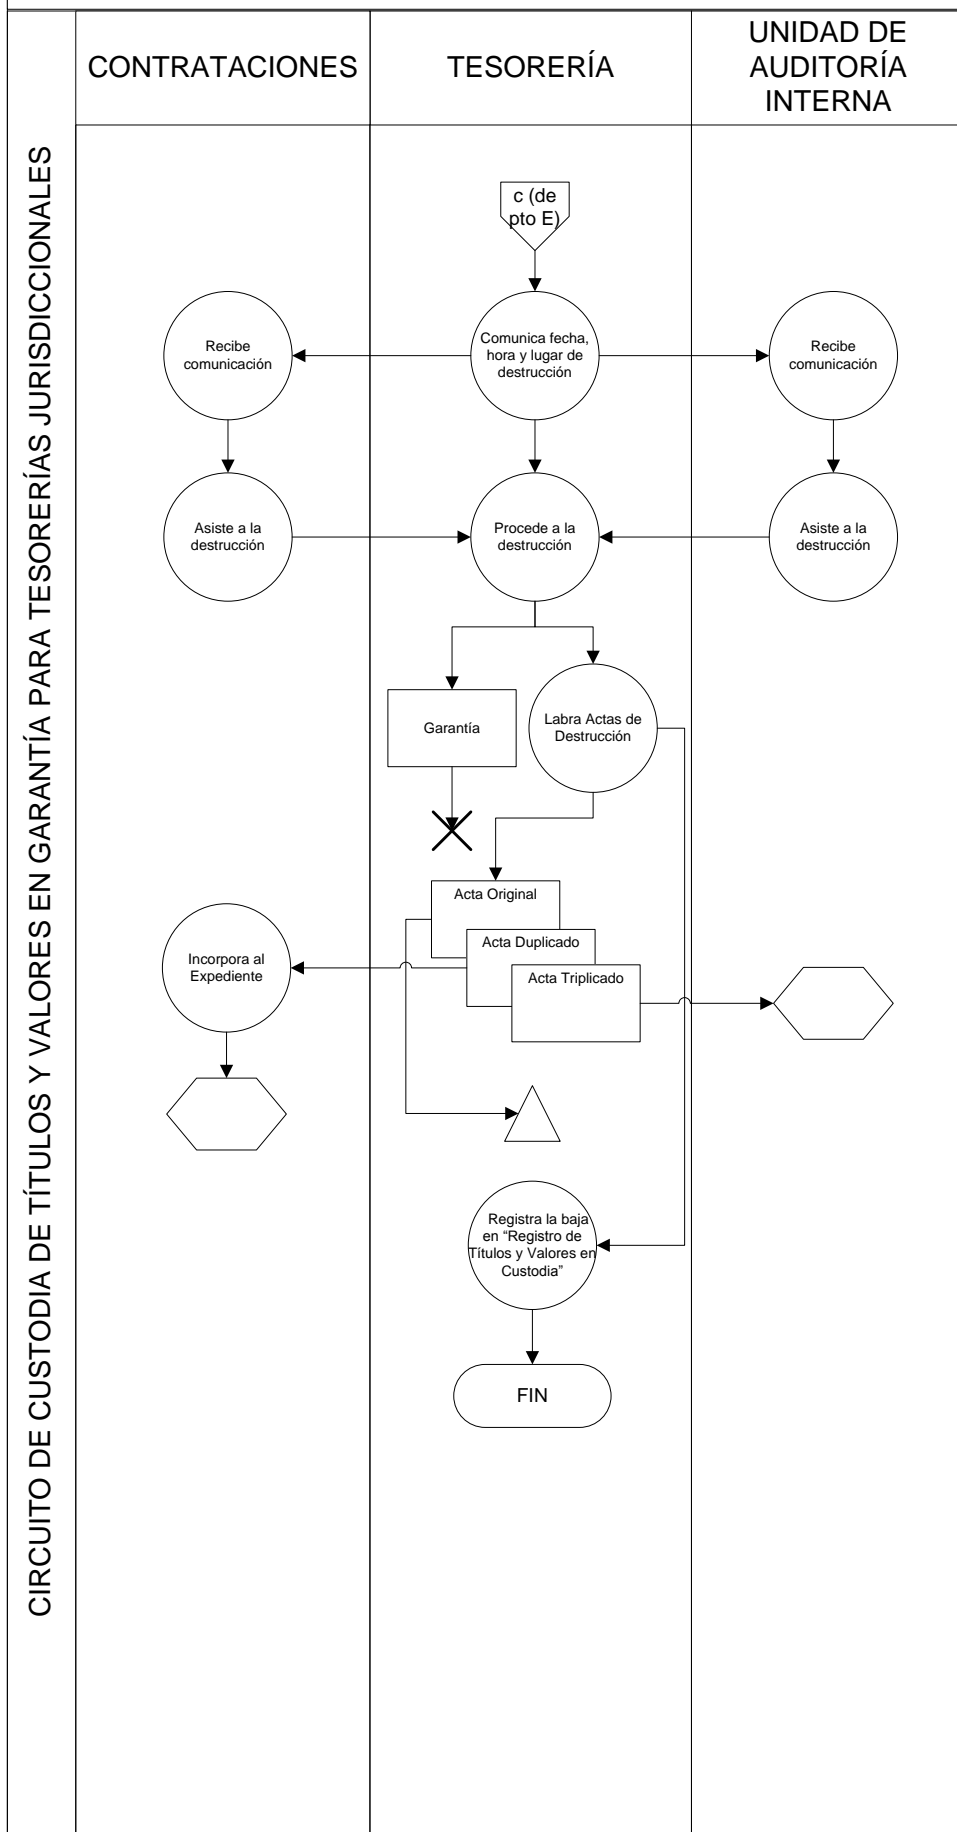 CIRCUITO DE CUSTODIA DE TÍTULOS Y VALORES EN GARANTÍA PARA TESORERÍAS JURISDICCIONALES
CONTRATACIONES
TESORERÍA
UNIDAD DE
AUDITORÍA
INTERNA
c (de
pto E)
Recibe
comunicación
Comunica fecha,
hora y lugar de
destrucción
Recibe
comunicación
Asiste a la
destrucción
Procede a la
destrucción
Asiste a la
destrucción
Garantía
Labra Actas de
Destrucción
Acta Original
Acta Duplicado
Acta Triplicado
Incorpora al
Expediente
Registra la baja
en “Registro de
Títulos y Valores en
Custodia”
FIN